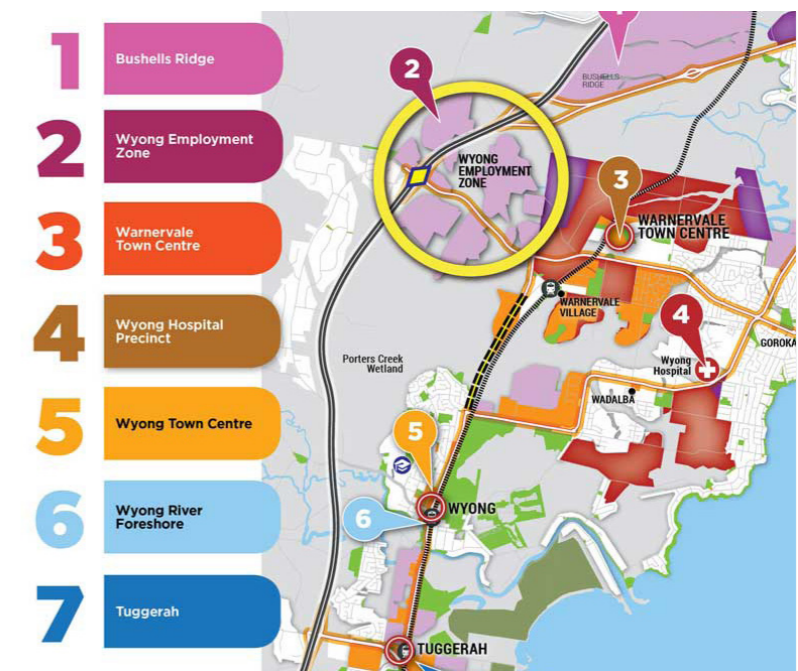 1
Bushells Ridge
2
Wyong Employment
Zone
3
Warnervale
Town Centre
4
Wyong Hospital
Precinct
5
Wyong Town Centre
6
Wyong River
Foreshore
7
Tuggerah
BUSHELLS
RIDGE
2
WYONG
EMPLOYMENT
ZONE
3
WARNERVALE
TOWN CENTRE
WARNERVALE
VILLAGE
4
GOROKA
Porters Creek
Wetland
Wyong
Hospital
WADALBA
5
WYONG
6
TUGGERAH